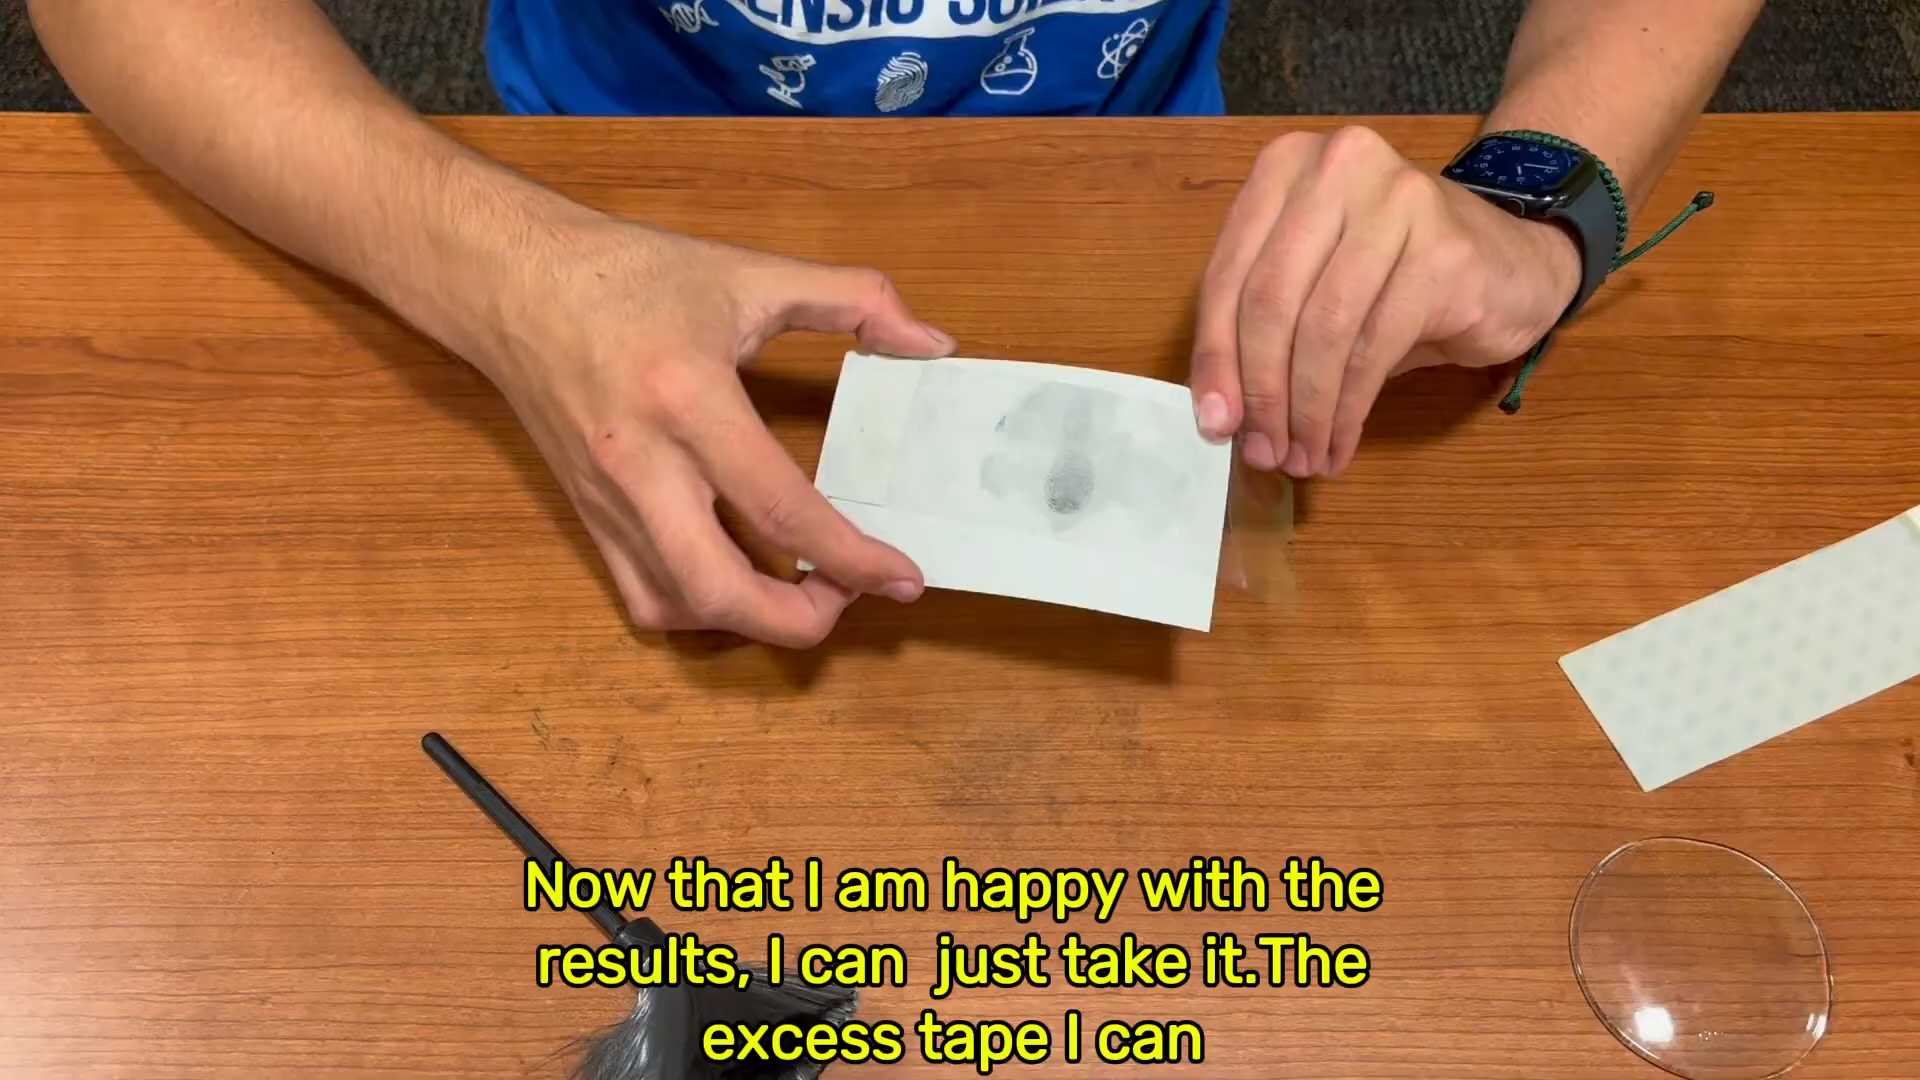 Now that I am happy with the
results, I can  just take it.The
excess tape I can